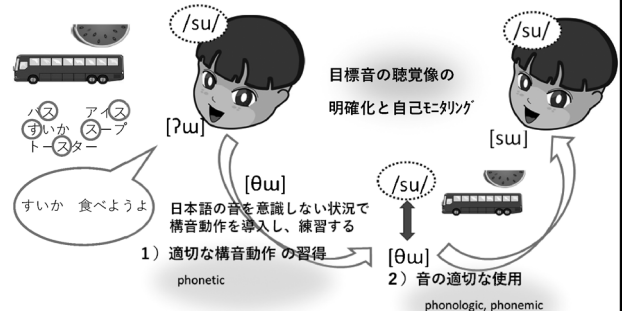 /su/
バス　アイス
すいか　スープ
トースター
[ʔɯ]
すいか　食べようよ
[θɯ]
日本語の音を意識しない状況で
構音動作を導入し、練習する
1）適切な構音動作 の習得
phonetic
目標音の聴覚像の
明確化と自己ﾓﾆﾀﾘﾝｸﾞ
/su/
[sɯ]
/su/
[θɯ]
2）音の適切な使用
phonologic, phonemic